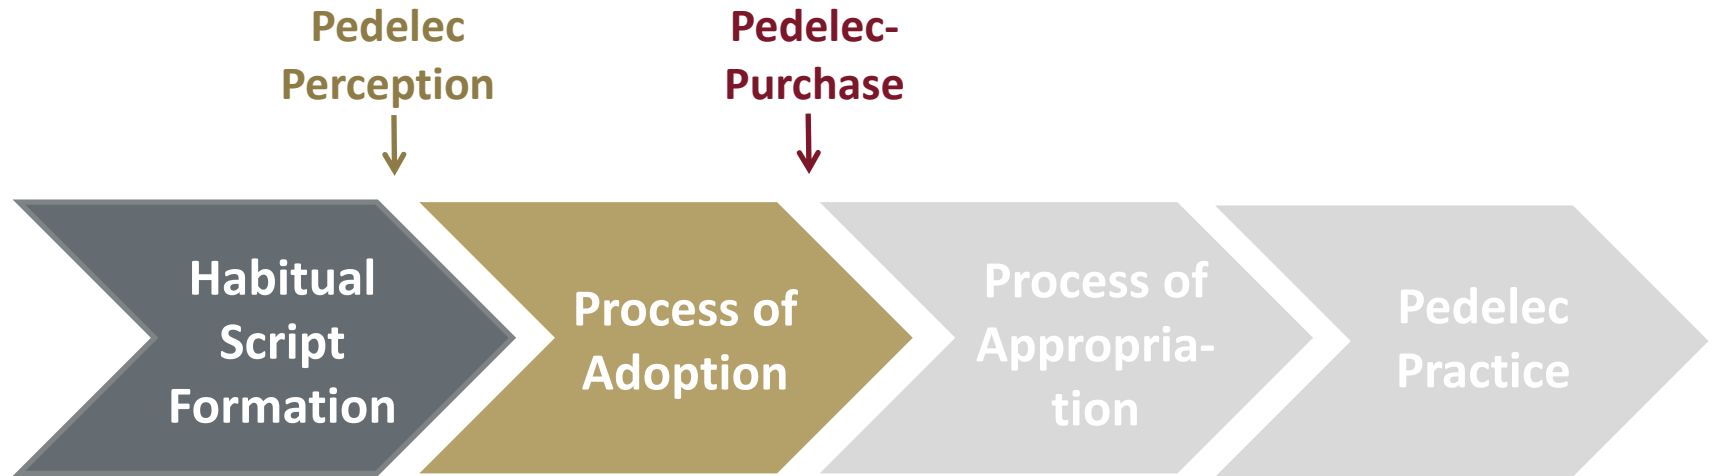 Pedelec
Perception
Pedelec-
Purchase
Habitual
Script
Formation
Process of
Adoption
Process of
Appropria-
tion
Pedelec
Practice